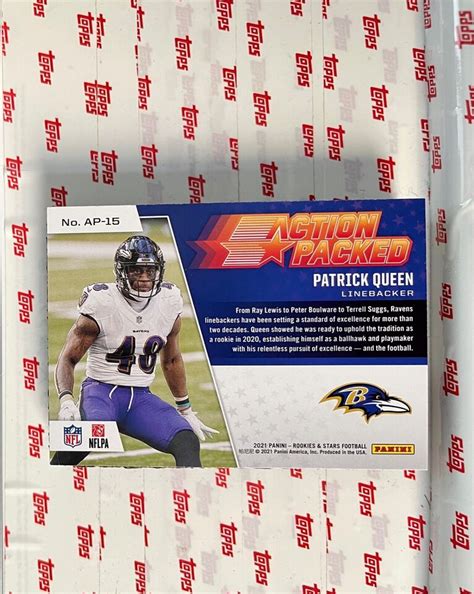 No. AP-15
ACTION
PACKED
PATRICK QUEEN
LINEBACKER
From Ray Lewis to Peter Boulware to Terrell Suggs, Ravens
linebackers have been setting a standard of excellence for more than
two decades. Queen showed he was ready to uphold the tradition as
a rookie in 2020, establishing himself as a ballhawk and playmaker
with his relentless pursuit of excellence — and the football.
48
B
NFL
NFLPA
2021 PANINI – ROOKIES & STARS FOOTBALL
© 2021 Panini America, Inc. Produced in the USA.
PANINI
TOPPS